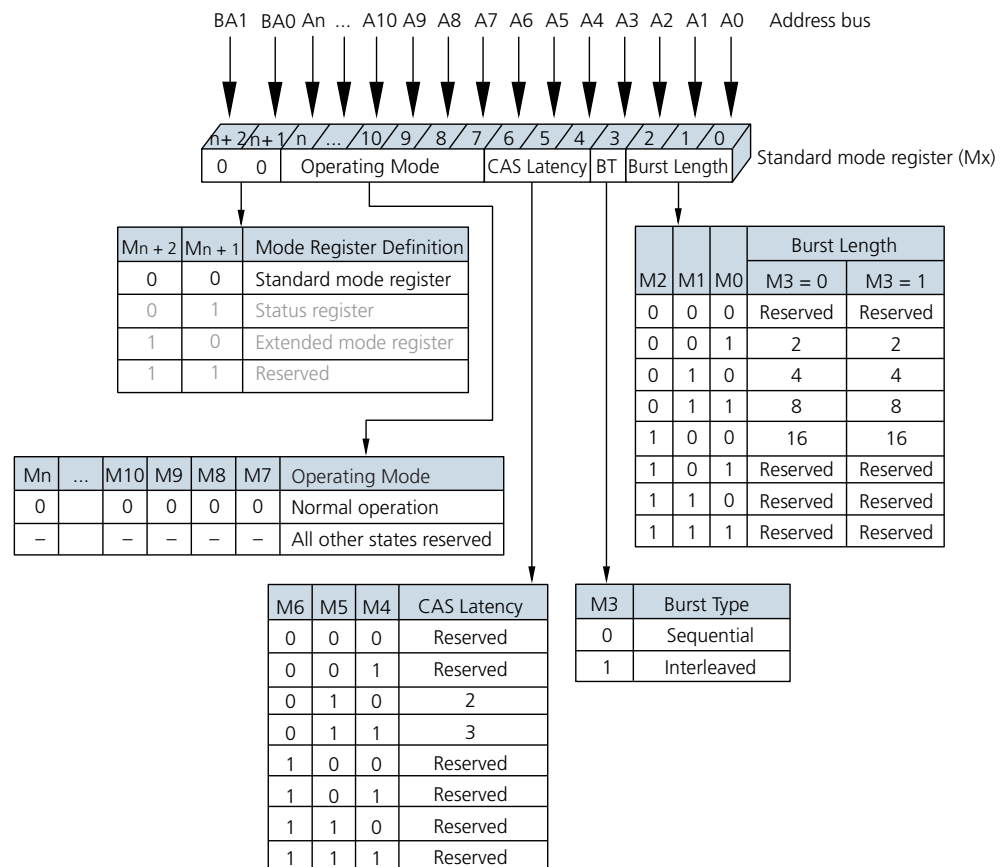 BA1 BA0 An ... A10 A9 A8 A7 A6 A5 A4 A3 A2 A1 A0 Address bus
n+ 2 n+ 1 n ... 10 9 8 7 6 5 4 3 2 1 0
0 0 Operating Mode CAS Latency BT Burst Length Standard mode register (Mx)
Mn + 2 Mn + 1 Mode Register Definition
0 0 Standard mode register
0 1 Status register
1 0 Extended mode register
1 1 Reserved
Burst Length
M2 M1 M0 M3 = 0 M3 = 1
0 0 0 Reserved Reserved
0 0 1 2 2
0 1 0 4 4
0 1 1 8 8
1 0 0 16 16
1 0 1 Reserved Reserved
1 1 0 Reserved Reserved
1 1 1 Reserved Reserved
Mn ... M10 M9 M8 M7 Operating Mode
0 0 0 0 0 Normal operation
– – – – – All other states reserved
M6 M5 M4 CAS Latency
0 0 0 Reserved
0 0 1 Reserved
0 1 0 2
0 1 1 3
1 0 0 Reserved
1 0 1 Reserved
1 1 0 Reserved
1 1 1 Reserved
M3 Burst Type
0 Sequential
1 Interleaved